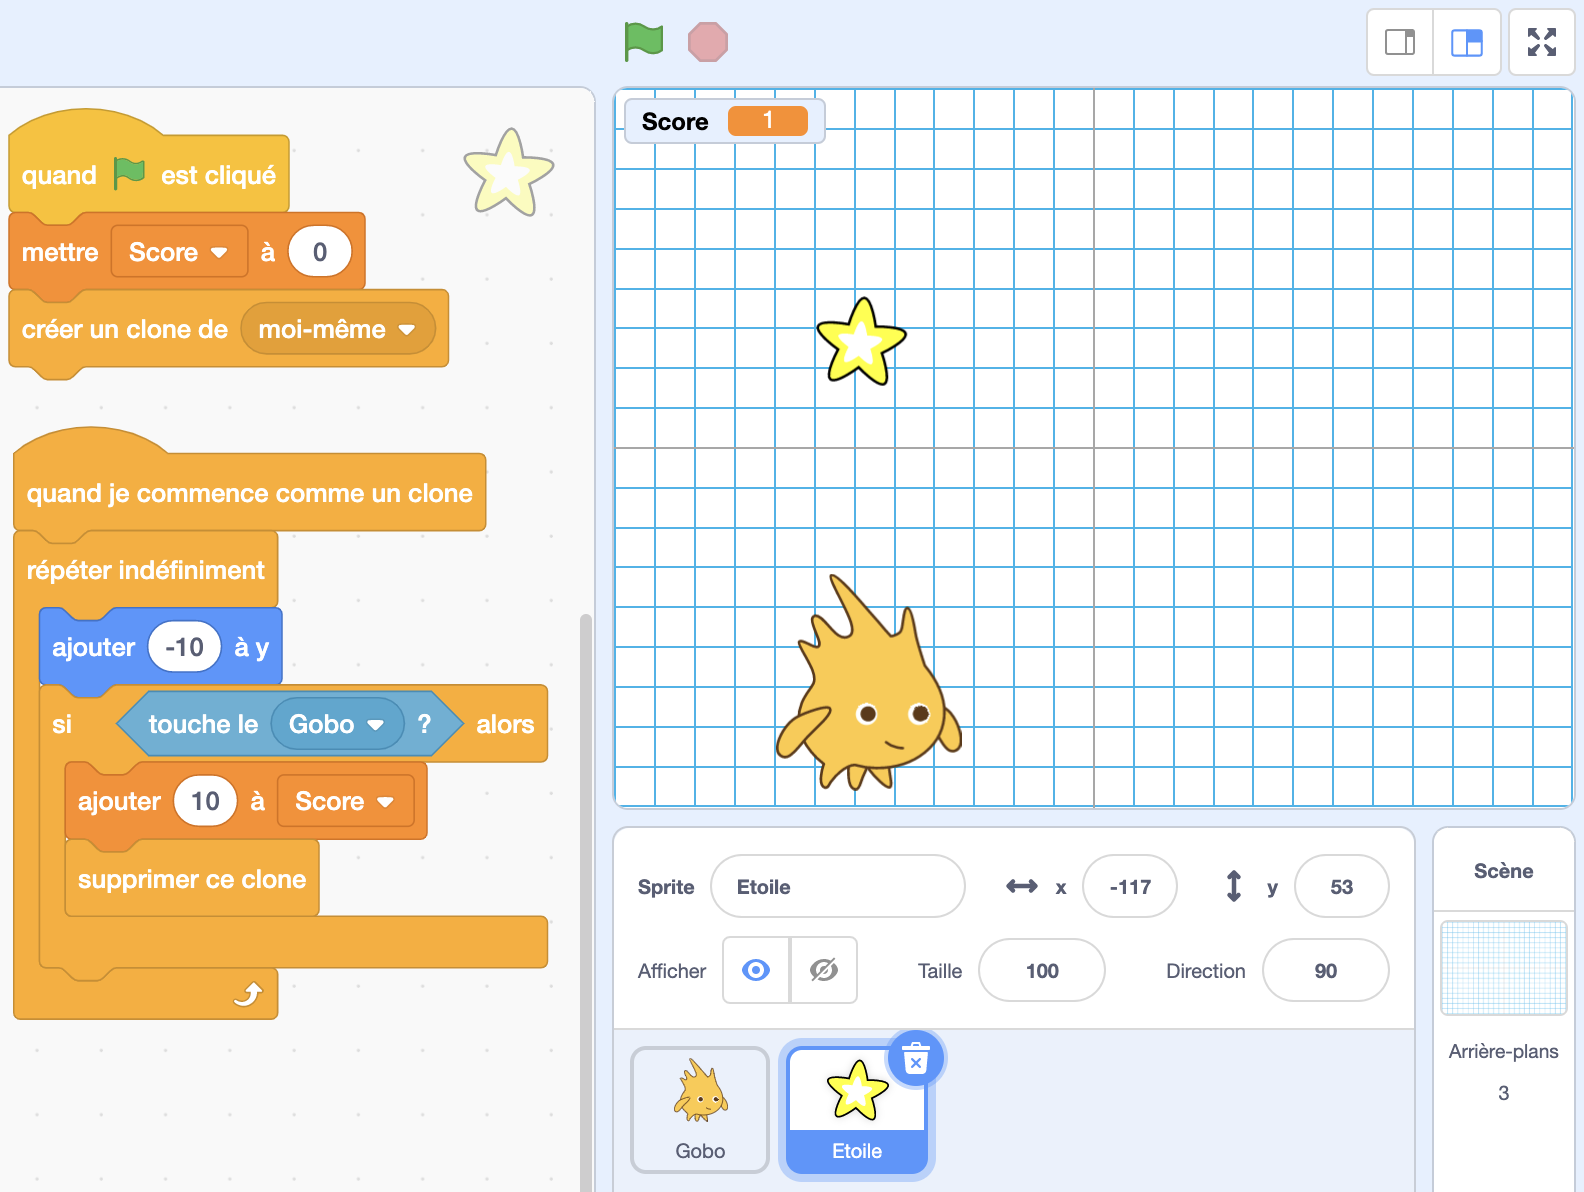 quand est cliqué
mettre Score à 0
créer un clone de moi-même
quand je commence comme un clone
répéter indéfiniment
ajouter -10 à y
si touche le Gobo ? alors
ajouter 10 à Score
supprimer ce clone
Score 1
Sprite Etoile x -117 y 53
Afficher Taille 100 Direction 90
Gobo
Etoile
Scène
Arrière-plans
3